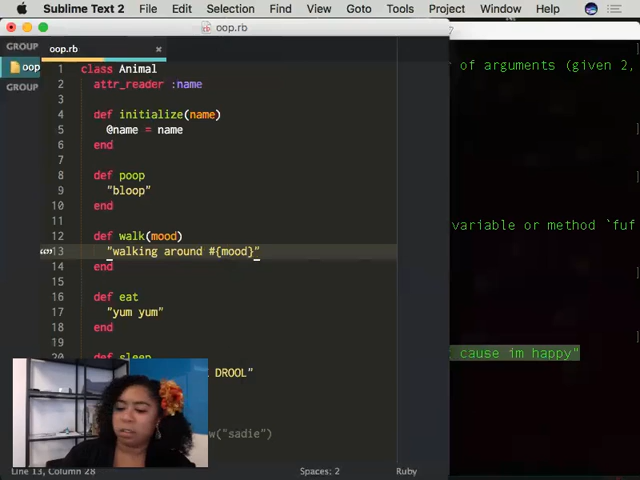 Sublime Text 2 File Edit Selection Find View Goto Tools Project Window Help
oop.rb
GROUP
oop.rb
oop
GROUP
1 class Animal
2 attr_reader :name
3
4 def initialize(name)
5 @name = name
6 end
7
8 def poop
9 "bloop"
10 end
11
12 def walk(mood)
13 "walking around #{mood}"
14 end
15
16 def eat
17 "yum yum"
18 end
19
20 def sleep
DROOL"
w("sadie")
Line 13, Column 28 Spaces: 2 Ruby
r of arguments (given 2,
]
variable or method `fuf
]
cause im happy"
]